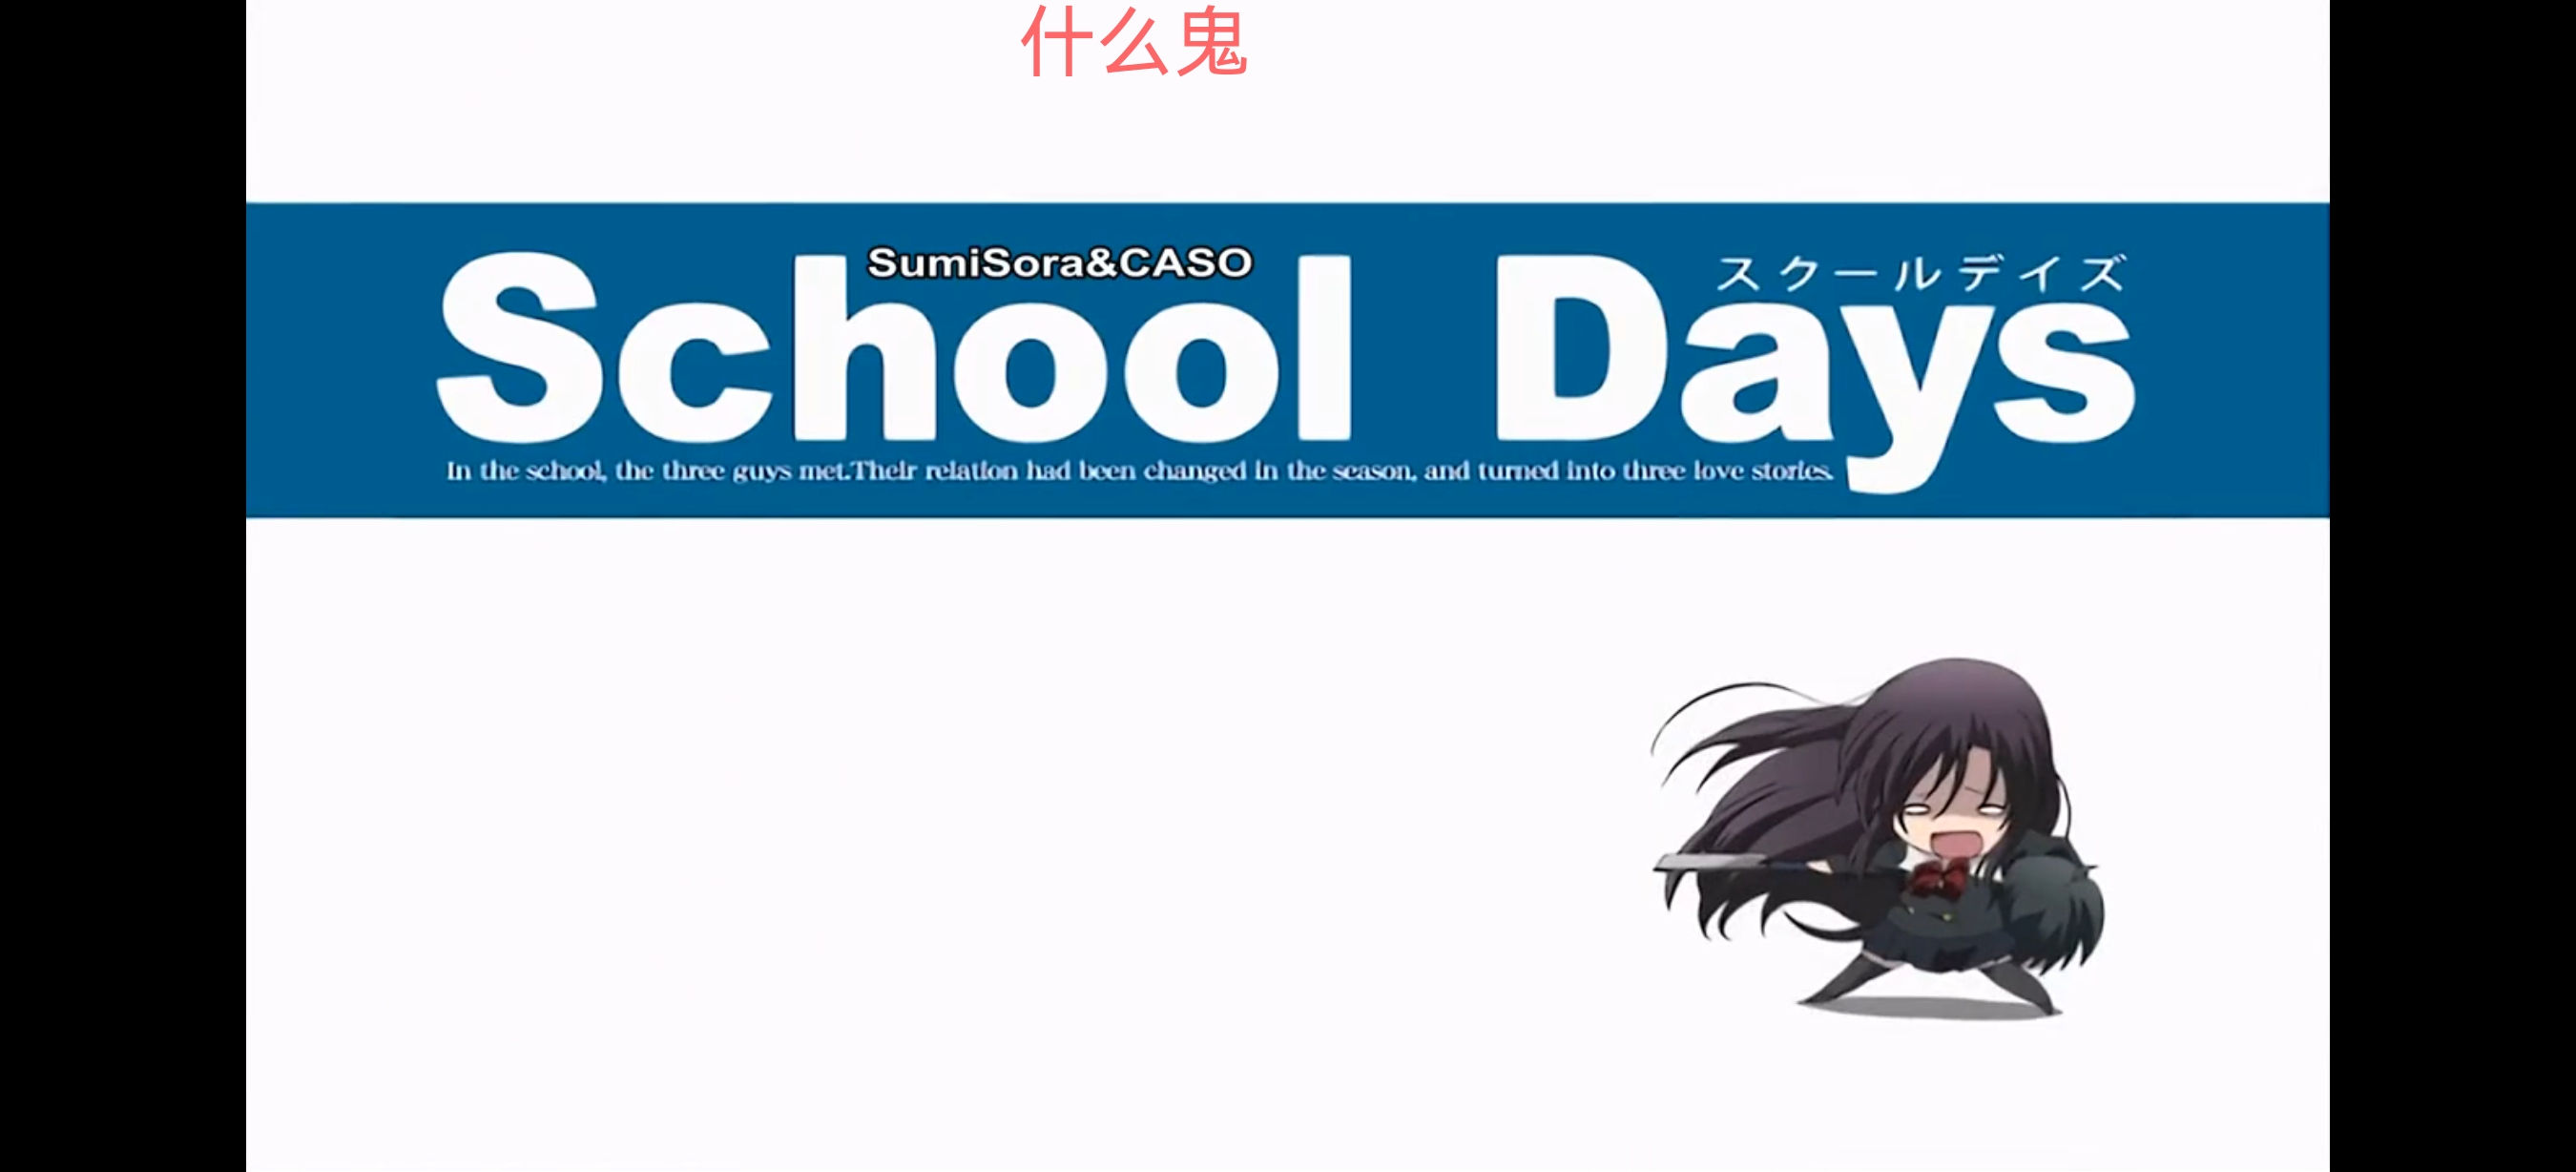 什么鬼
SumiSora&CASO
スクールデイズ
School Days
In the school, the three guys met.Their relation had been changed in the season, and turned into three love stories.